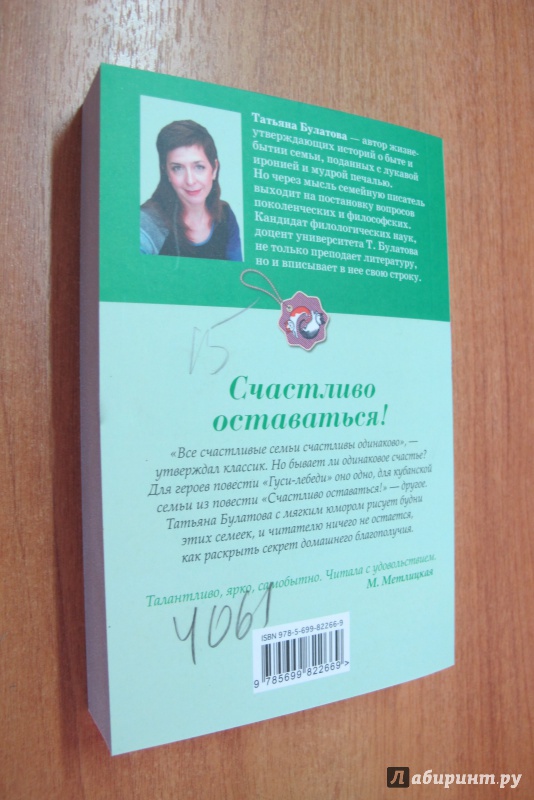 Татьяна Булатова — автор жизне-
утверждающих историй о быте и
бытии семьи, поданных с лукавой
иронией и мудрой печалью.
Но через мысль семейную писатель
выходит на постановку вопросов
поколенческих и философских.
Кандидат филологических наук,
доцент университета Т. Булатова
не только преподает литературу,
но и вписывает в нее свою строку.
Счастливо
оставаться!
«Все счастливые семьи счастливы одинаково», —
утверждал классик. Но бывает ли одинаковое счастье?
Для героев повести «Гуси-лебеди» оно одно, для кубанской
семьи из повести «Счастливо оставаться!» — другое.
Татьяна Булатова с мягким юмором рисует будни
этих семеек, и читателю ничего не остается,
как раскрыть секрет домашнего благополучия.
Талантливо, ярко, самобытно. Читала с удовольствием.
М. Метлицкая
4061
ISBN 978-5-699-82266-9
9 785699 822669 >
Лабиринт.ру